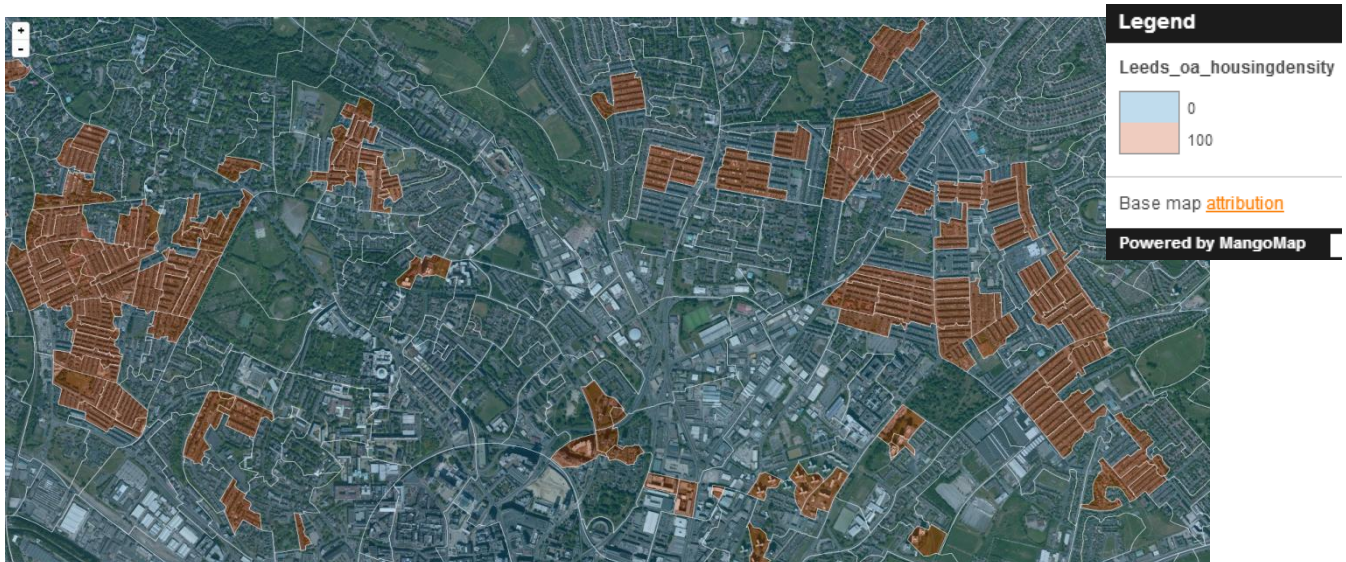 +
-
Legend
Leeds_oa_housingdensity
0
100
Base map attribution
Powered by MangoMap